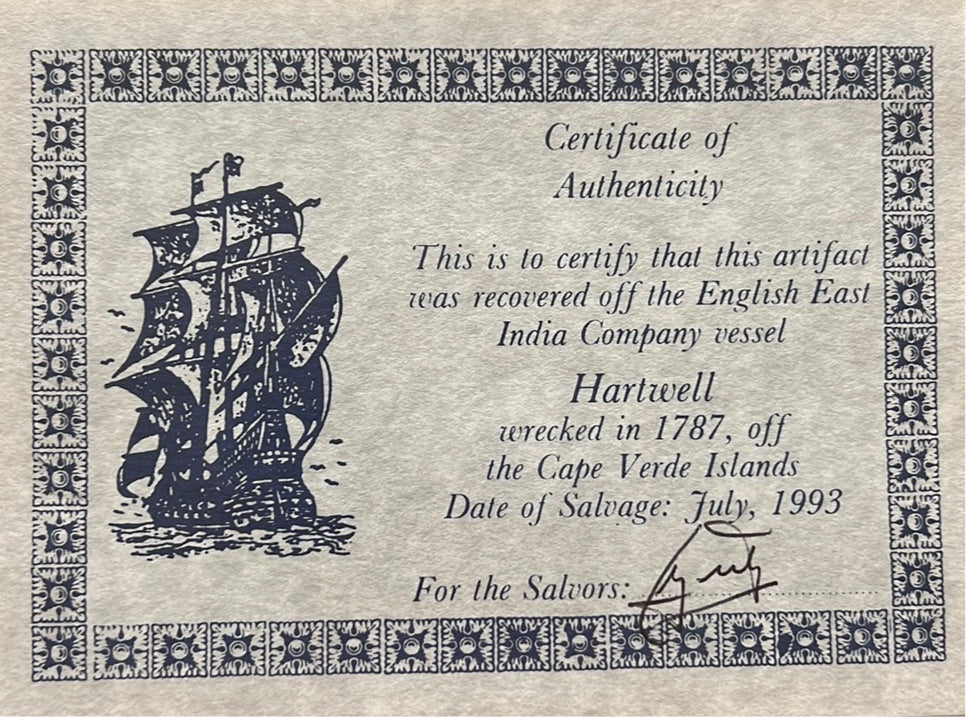 Certificate of
Authenticity
This is to certify that this artifact
was recovered off the English East
India Company vessel
Hartwell
wrecked in 1787, off
the Cape Verde Islands
Date of Salvage: July, 1993
For the Salvors: